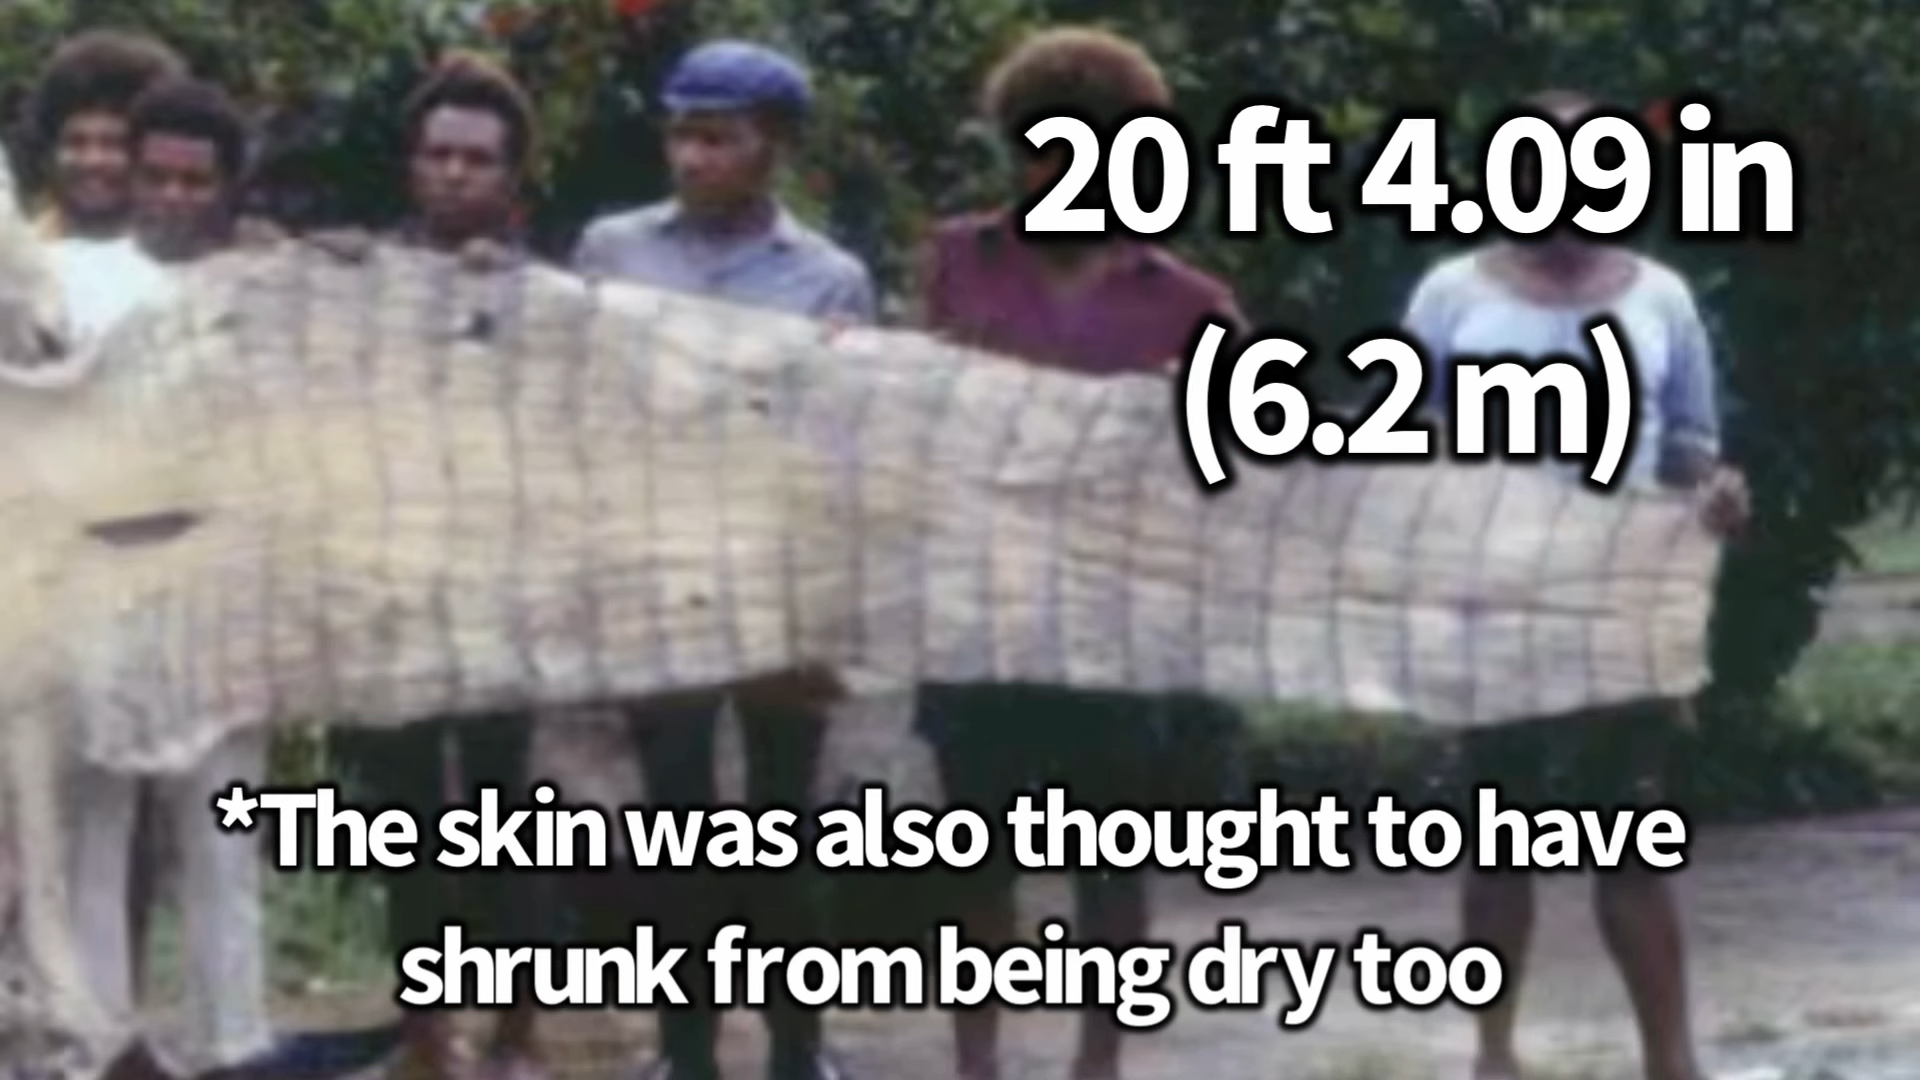 20 ft 4.09 in
(6.2 m)
*The skin was also thought to have
shrunk from being dry too